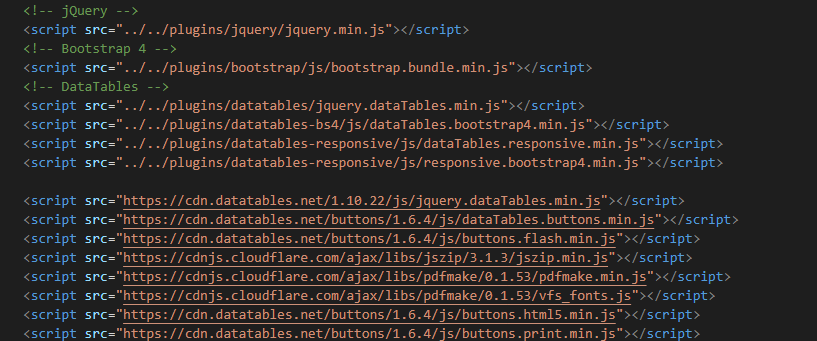 <!-- jQuery -->
<script src="../../plugins/jquery/jquery.min.js"></script>
<!-- Bootstrap 4 -->
<script src="../../plugins/bootstrap/js/bootstrap.bundle.min.js"></script>
<!-- DataTables -->
<script src="../../plugins/datatables/jquery.dataTables.min.js"></script>
<script src="../../plugins/datatables-bs4/js/dataTables.bootstrap4.min.js"></script>
<script src="../../plugins/datatables-responsive/js/dataTables.responsive.min.js"></script>
<script src="../../plugins/datatables-responsive/js/responsive.bootstrap4.min.js"></script>
<script src="https://cdn.datatables.net/1.10.22/js/jquery.dataTables.min.js"></script>
<script src="https://cdn.datatables.net/buttons/1.6.4/js/dataTables.buttons.min.js"></script>
<script src="https://cdn.datatables.net/buttons/1.6.4/js/buttons.flash.min.js"></script>
<script src="https://cdnjs.cloudflare.com/ajax/libs/jszip/3.1.3/jszip.min.js"></script>
<script src="https://cdnjs.cloudflare.com/ajax/libs/pdfmake/0.1.53/pdfmake.min.js"></script>
<script src="https://cdnjs.cloudflare.com/ajax/libs/pdfmake/0.1.53/vfs_fonts.js"></script>
<script src="https://cdn.datatables.net/buttons/1.6.4/js/buttons.html5.min.js"></script>
<script src="https://cdn.datatables.net/buttons/1.6.4/js/buttons.print.min.js"></script>